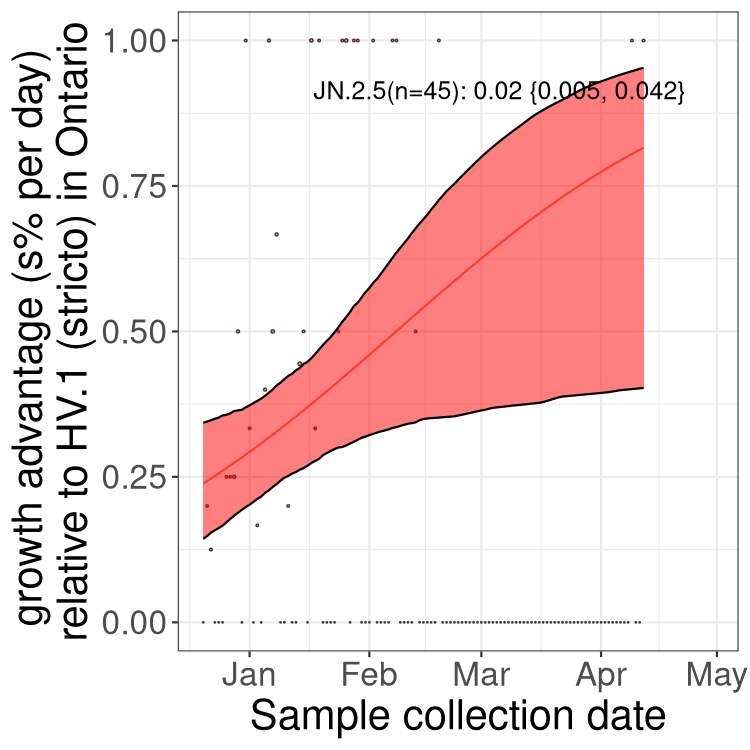 growth advantage (s% per day)
relative to HV.1 (stricto) in Ontario
1.00
0.75
0.50
0.25
0.00
JN.2.5(n=45): 0.02 {0.005, 0.042}
Jan Feb Mar Apr May
Sample collection date